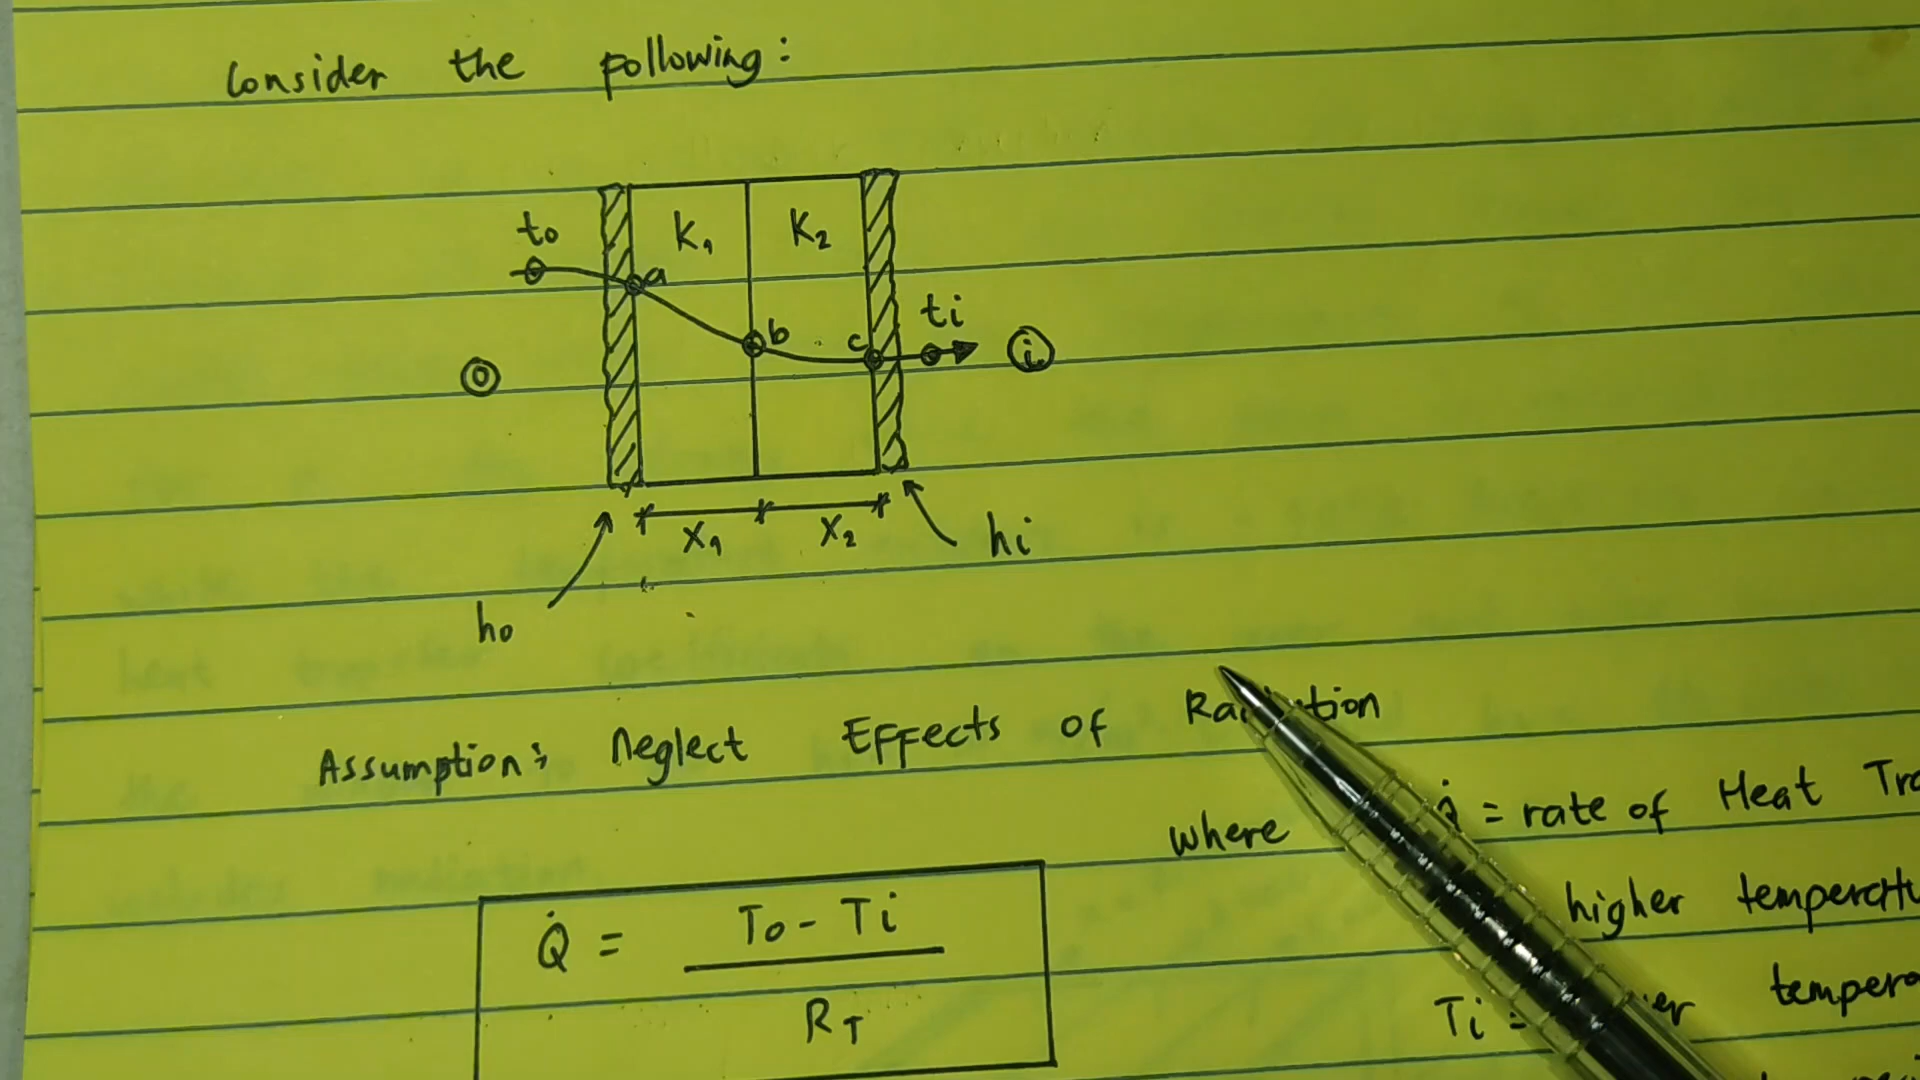 Consider the following:
to
K1
K2
a
b
c
ti
o
i
x1
x2
ho
hi
Assumption: Neglect Effects of Radiation
where Q̇ = rate of Heat
higher
Q̇ = To - Ti
RT
Ti =